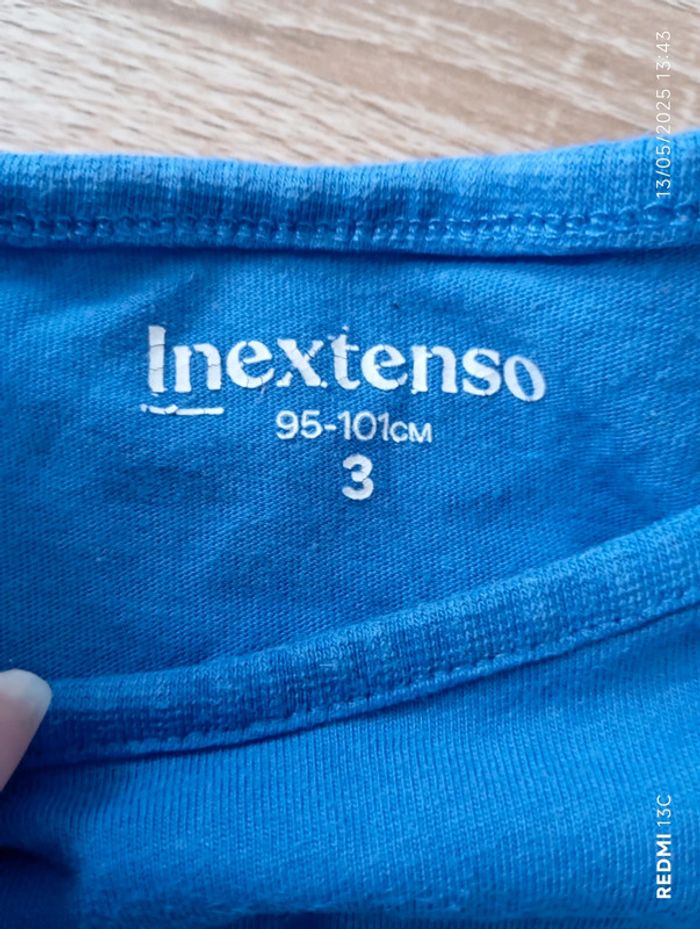 Inextenso
95-101CM
3
13/05/2025 13:43
REDMI 13C